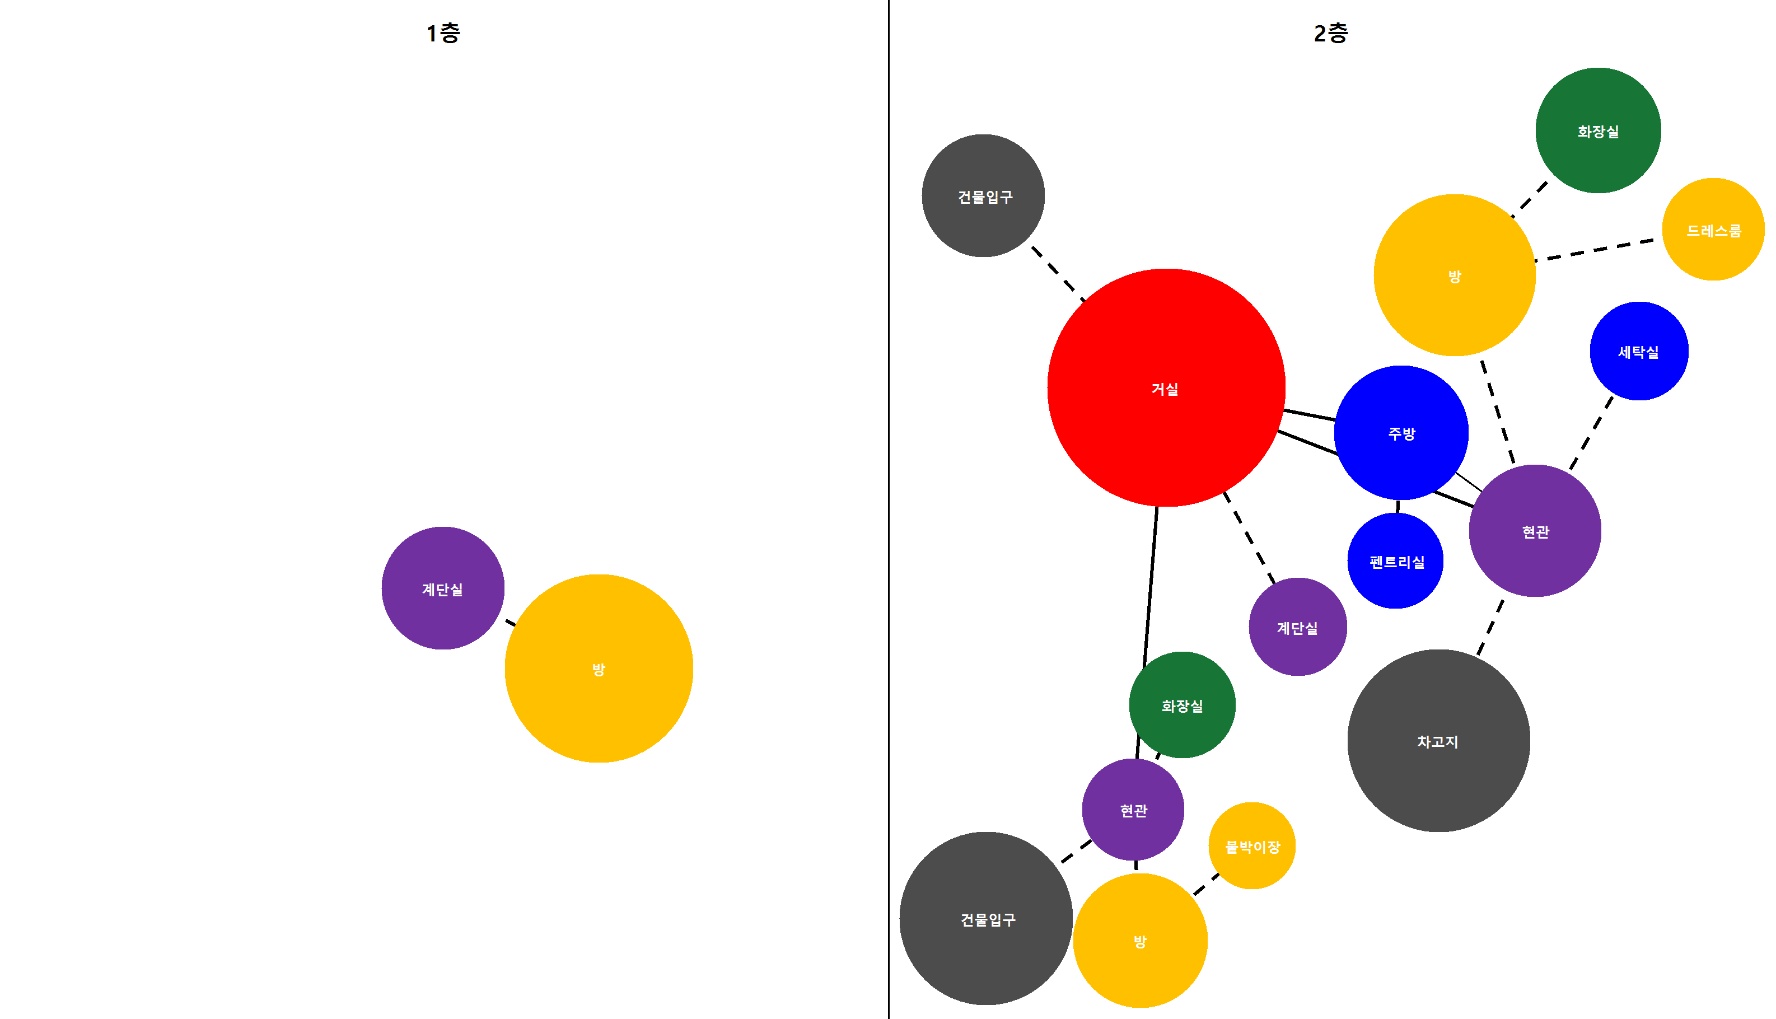 1층
계단실
방
2층
화장실
건물입구
드레스룸
방
세탁실
거실
주방
현관
펜트리실
계단실
화장실
차고지
현관
붙박이장
건물입구
방